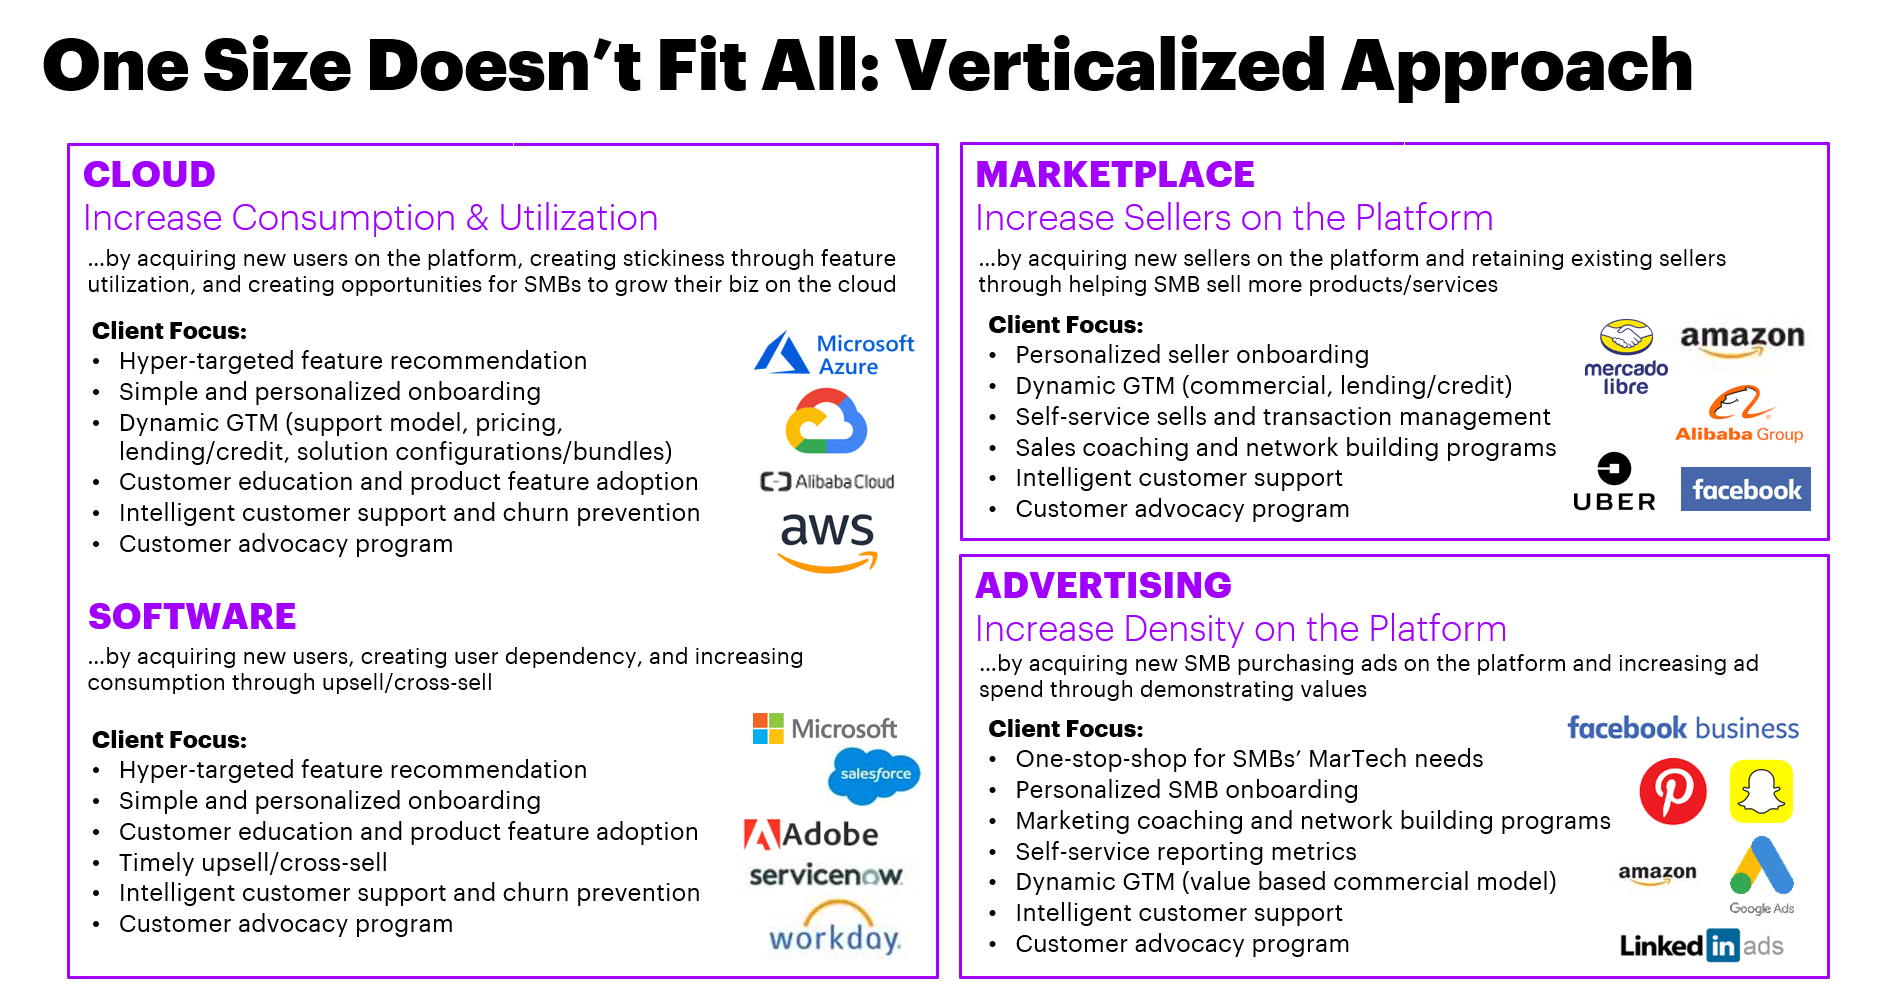 One Size Doesn’t Fit All: Verticalized Approach
CLOUD
Increase Consumption & Utilization
...by acquiring new users on the platform, creating stickiness through feature
utilization, and creating opportunities for SMBs to grow their biz on the cloud
Client Focus:
• Hyper-targeted feature recommendation
• Simple and personalized onboarding
• Dynamic GTM (support model, pricing,
lending/credit, solution configurations/bundles)
• Customer education and product feature adoption
• Intelligent customer support and churn prevention
• Customer advocacy program
Microsoft
Azure
Alibaba Cloud
aws
SOFTWARE
...by acquiring new users, creating user dependency, and increasing
consumption through upsell/cross-sell
Client Focus:
• Hyper-targeted feature recommendation
• Simple and personalized onboarding
• Customer education and product feature adoption
• Timely upsell/cross-sell
• Intelligent customer support and churn prevention
• Customer advocacy program
Microsoft
salesforce
Adobe
servicenow
workday.
MARKETPLACE
Increase Sellers on the Platform
...by acquiring new sellers on the platform and retaining existing sellers
through helping SMB sell more products/services
Client Focus:
• Personalized seller onboarding
• Dynamic GTM (commercial, lending/credit)
• Self-service sells and transaction management
• Sales coaching and network building programs
• Intelligent customer support
• Customer advocacy program
mercado
libre
amazon
Alibaba Group
UBER
facebook
ADVERTISING
Increase Density on the Platform
...by acquiring new SMB purchasing ads on the platform and increasing ad
spend through demonstrating values
Client Focus:
• One-stop-shop for SMBs’ MarTech needs
• Personalized SMB onboarding
• Marketing coaching and network building programs
• Self-service reporting metrics
• Dynamic GTM (value based commercial model)
• Intelligent customer support
• Customer advocacy program
facebook business
amazon
Google Ads
Linked in ads